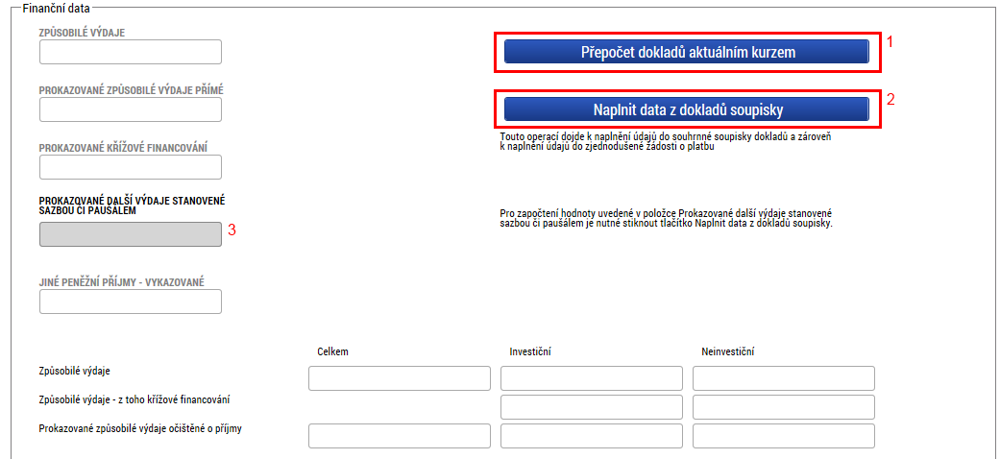 Finanční data
ZPŮSOBILÉ VÝDAJE
Přepočet dokladů aktuálním kurzem
1
PROKAZOVANÉ ZPŮSOBILÉ VÝDAJE PŘÍMÉ
Naplnit data z dokladů soupisky
2
Touto operací dojde k naplnění údajů do souhrnné soupisky dokladů a zároveň
k naplnění údajů do zjednodušené žádosti o platbu
PROKAZOVANÉ KŘÍŽOVÉ FINANCOVÁNÍ
PROKAZOVANÉ DALŠÍ VÝDAJE STANOVENÉ
SAZBOU ČI PAUŠÁLEM
3
Pro započtení hodnoty uvedené v položce Prokazované další výdaje stanovené
sazbou či paušálem je nutné stiknout tlačítko Naplnit data z dokladů soupisky.
JINÉ PENĚŽNÍ PŘÍJMY - VYKAZOVANÉ
Celkem Investiční Neinvestiční
Způsobilé výdaje
Způsobilé výdaje - z toho křížové financování
Prokazované způsobilé výdaje očištěné o příjmy